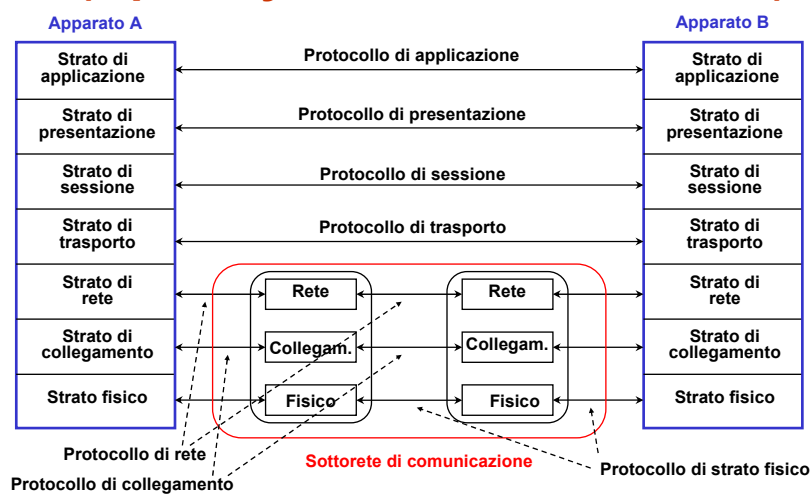 Apparato A
Apparato B
Strato di
applicazione
Protocollo di applicazione
Strato di
applicazione
Strato di
presentazione
Protocollo di presentazione
Strato di
presentazione
Strato di
sessione
Protocollo di sessione
Strato di
sessione
Strato di
trasporto
Protocollo di trasporto
Strato di
trasporto
Strato di
rete
Rete
Rete
Strato di
rete
Strato di
collegamento
Collegam.
Collegam.
Strato di
collegamento
Strato fisico
Fisico
Fisico
Strato fisico
Protocollo di rete
Sottorete di comunicazione
Protocollo di strato fisico
Protocollo di collegamento